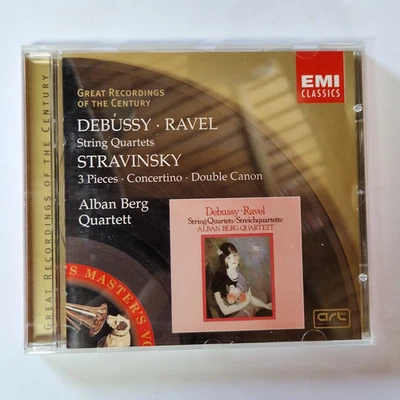 GREAT RECORDINGS OF THE CENTURY
GREAT RECORDINGS
OF THE CENTURY
EMI
CLASSICS
DEBUSSY · RAVEL
String Quartets
STRAVINSKY
3 Pieces · Concertino · Double Canon
Alban Berg
Quartett
Debussy · Ravel
String Quartets · Streichquartette
ALBAN BERG QUARTETT
MASTER'S
art